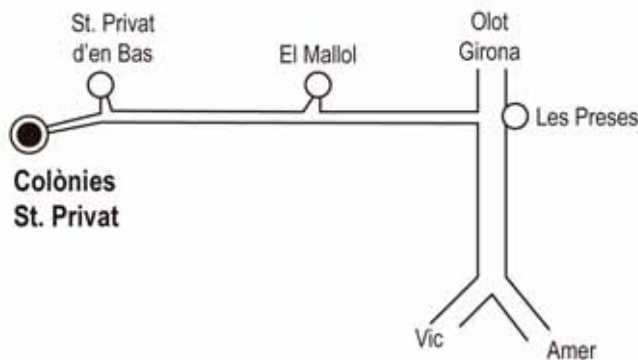 St. Privat
d'en Bas
El Mallol
Olot
Girona
Les Preses
Colònies
St. Privat
Vic
Amer